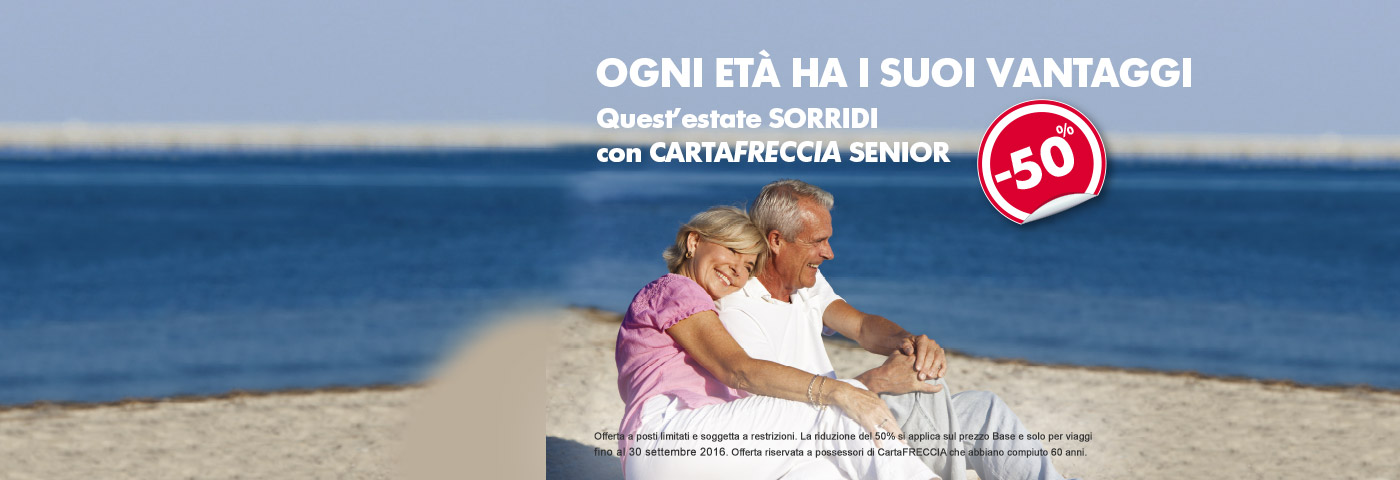 OGNI ETÀ HA I SUOI VANTAGGI
Quest'estate SORRIDI
con CARTAFRECCIA SENIOR
-50%
Offerta a posti limitati e soggetta a restrizioni. La riduzione del 50% si applica sul prezzo Base e solo per viaggi
fino al 30 settembre 2016. Offerta riservata a possessori di CartaFRECCIA che abbiano compiuto 60 anni.